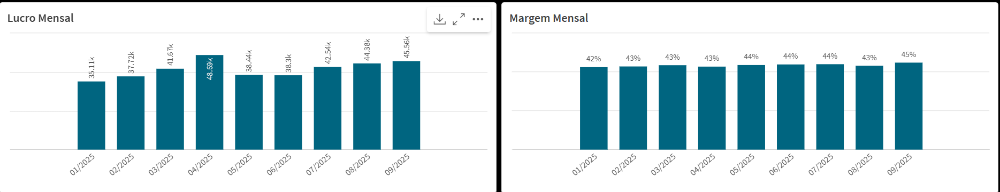 Lucro Mensal
35.11k
37.72k
41.67k
48.69k
38.44k
38.3k
42.54k
44.38k
45.56k
01/2025
02/2025
03/2025
04/2025
05/2025
06/2025
07/2025
08/2025
09/2025
Margem Mensal
42%
43%
43%
43%
44%
44%
44%
43%
45%
01/2025
02/2025
03/2025
04/2025
05/2025
06/2025
07/2025
08/2025
09/2025